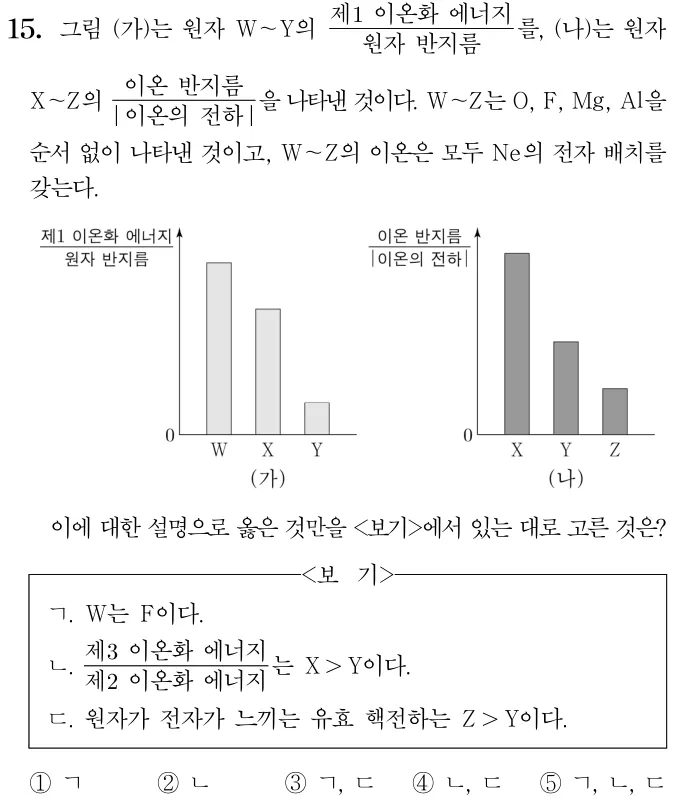 15. 그림 (가)는 원자 W~Y의 제1 이온화 에너지/원자 반지름 를, (나)는 원자
X~Z의 이온 반지름/|이온의 전하| 을 나타낸 것이다. W~Z는 O, F, Mg, Al을
순서 없이 나타낸 것이고, W~Z의 이온은 모두 Ne의 전자 배치를
갖는다.
제1 이온화 에너지
원자 반지름
0
W X Y
(가)
이온 반지름
|이온의 전하|
0
X Y Z
(나)
이에 대한 설명으로 옳은 것만을 <보기>에서 있는 대로 고른 것은?
<보 기>
ㄱ. W는 F이다.
ㄴ. 제3 이온화 에너지/제2 이온화 에너지 는 X > Y이다.
ㄷ. 원자가 전자가 느끼는 유효 핵전하는 Z > Y이다.
① ㄱ ② ㄴ ③ ㄱ, ㄷ ④ ㄴ, ㄷ ⑤ ㄱ, ㄴ, ㄷ